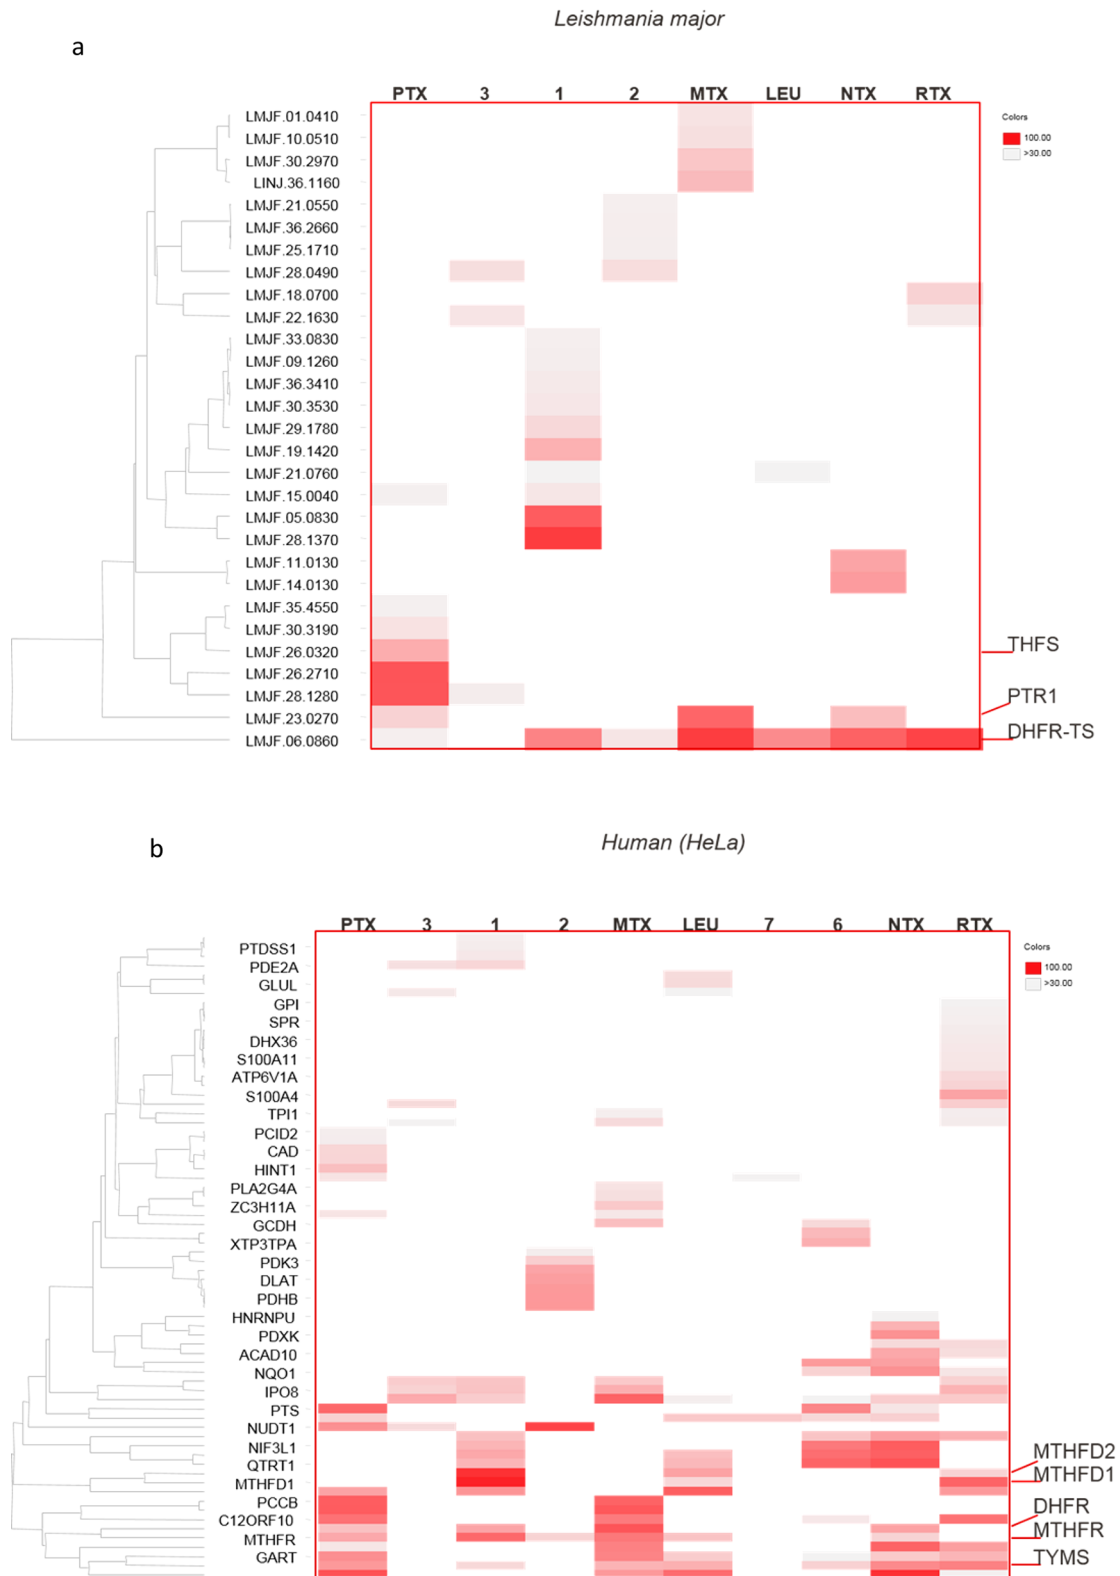 Leishmania major
a
PTX 3 1 2 MTX LEU NTX RTX
Colors
100.00
>30.00
LMJF.01.0410
LMJF.10.0510
LMJF.30.2970
LINJ.36.1160
LMJF.21.0550
LMJF.36.2660
LMJF.25.1710
LMJF.28.0490
LMJF.18.0700
LMJF.22.1630
LMJF.33.0830
LMJF.09.1260
LMJF.36.3410
LMJF.30.3530
LMJF.29.1780
LMJF.19.1420
LMJF.21.0760
LMJF.15.0040
LMJF.05.0830
LMJF.28.1370
LMJF.11.0130
LMJF.14.0130
LMJF.35.4550
LMJF.30.3190
LMJF.26.0320
THFS
LMJF.26.2710
LMJF.28.1280
PTR1
LMJF.23.0270
LMJF.06.0860
DHFR-TS
b
Human (HeLa)
PTX 3 1 2 MTX LEU 7 6 NTX RTX
Colors
100.00
>30.00
PTDSS1
PDE2A
GLUL
GPI
SPR
DHX36
S100A11
ATP6V1A
S100A4
TPI1
PCID2
CAD
HINT1
PLA2G4A
ZC3H11A
GCDH
XTP3TPA
PDK3
DLAT
PDHB
HNRNPU
PDXK
ACAD10
NQO1
IPO8
PTS
NUDT1
NIF3L1
MTHFD2
QTRT1
MTHFD1
MTHFD1
PCCB
DHFR
C12ORF10
MTHFR
MTHFR
GART
TYMS